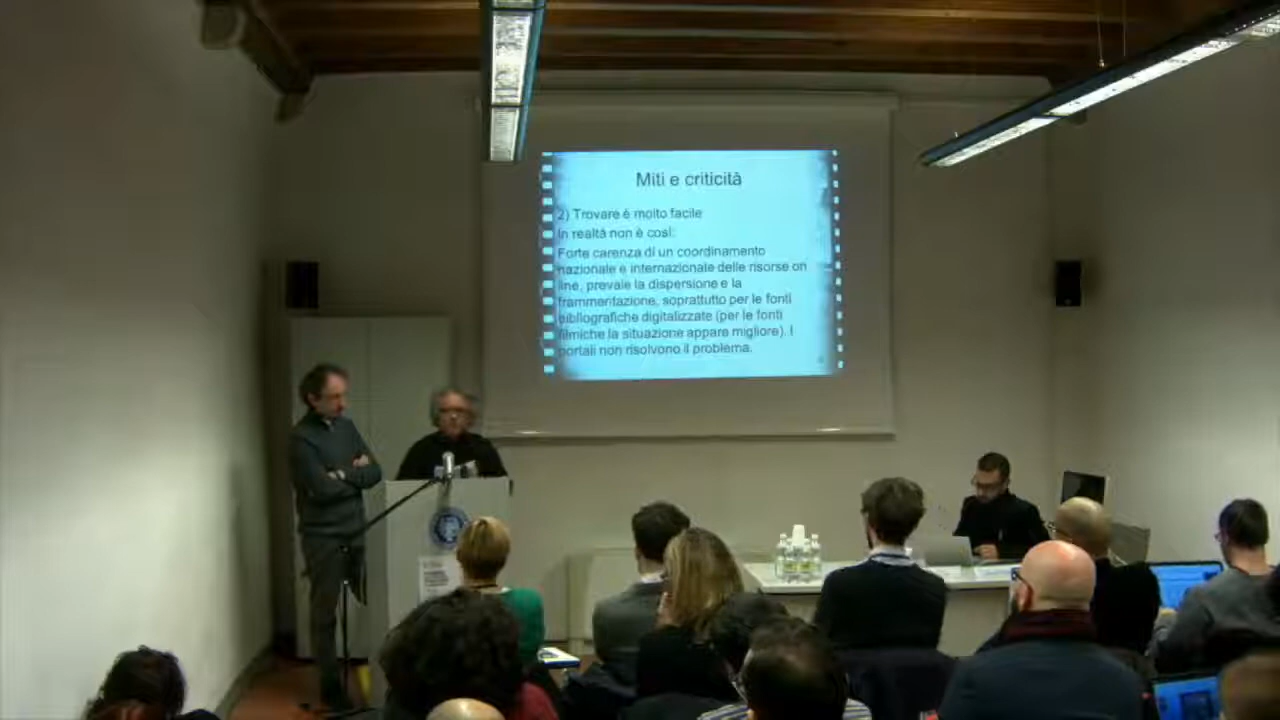 Miti e criticità
2) Trovare è molto facile
In realtà non è così:
Forte carenza di un coordinamento
nazionale e internazionale delle risorse on
line, prevale la dispersione e la
frammentazione, soprattutto per le fonti
bibliografiche digitalizzate (per le fonti
filmiche la situazione appare migliore). I
portali non risolvono il problema.